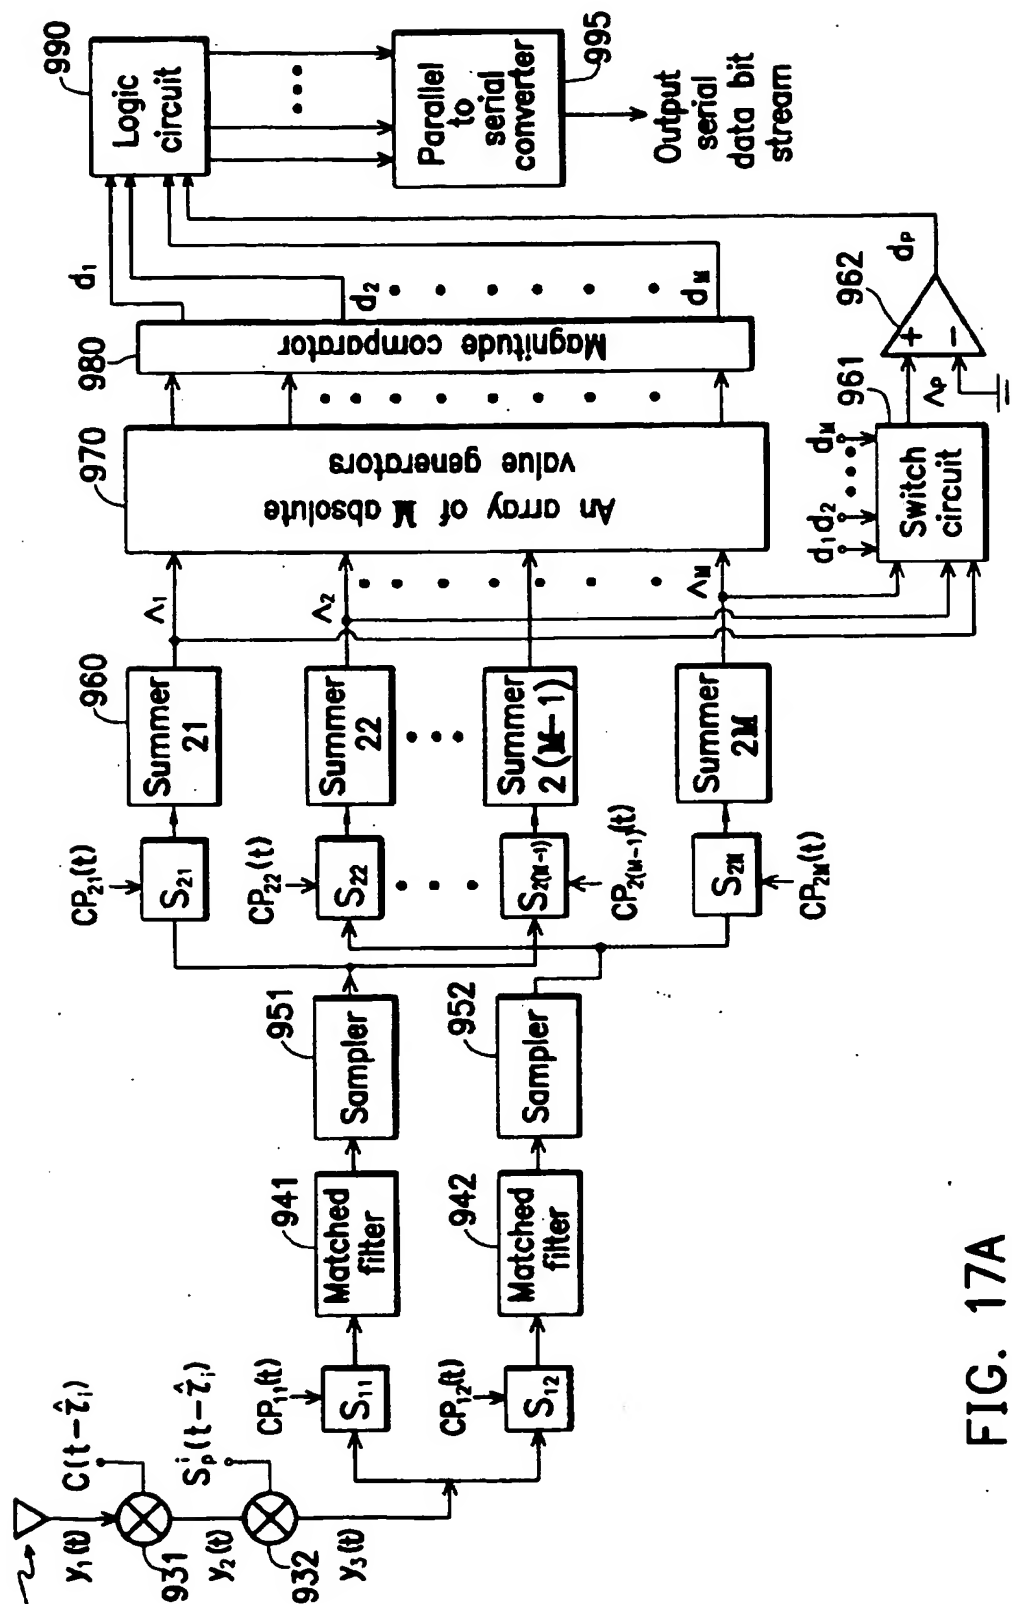 y₁(t)
C(t-τ̂ᵢ)
931
y₂(t)
Sₚⁱ(t-τ̂ᵢ)
932
y₃(t)
CP₁₁(t)
S₁₁
Matched
filter
941
Sampler
951
CP₁₂(t)
S₁₂
Matched
filter
942
Sampler
952
CP₂₁(t)
S₂₁
Summer
21
960
CP₂₂(t)
S₂₂
Summer
22
S₂₍M₋₁₎
CP₂₍M₋₁₎(t)
Summer
2(M-1)
S₂M
CP₂M(t)
Summer
2M
Λ₁
Λ₂
ΛM
An array of M absolute
value generators
970
Magnitude comparator
980
d₁
d₂
dM
Logic
circuit
990
Parallel
to
serial
converter
995
Output
serial
data bit
stream
d₁ d₂ dM
Switch
circuit
961
Λₚ
+
−
962
dₚ
FIG. 17A